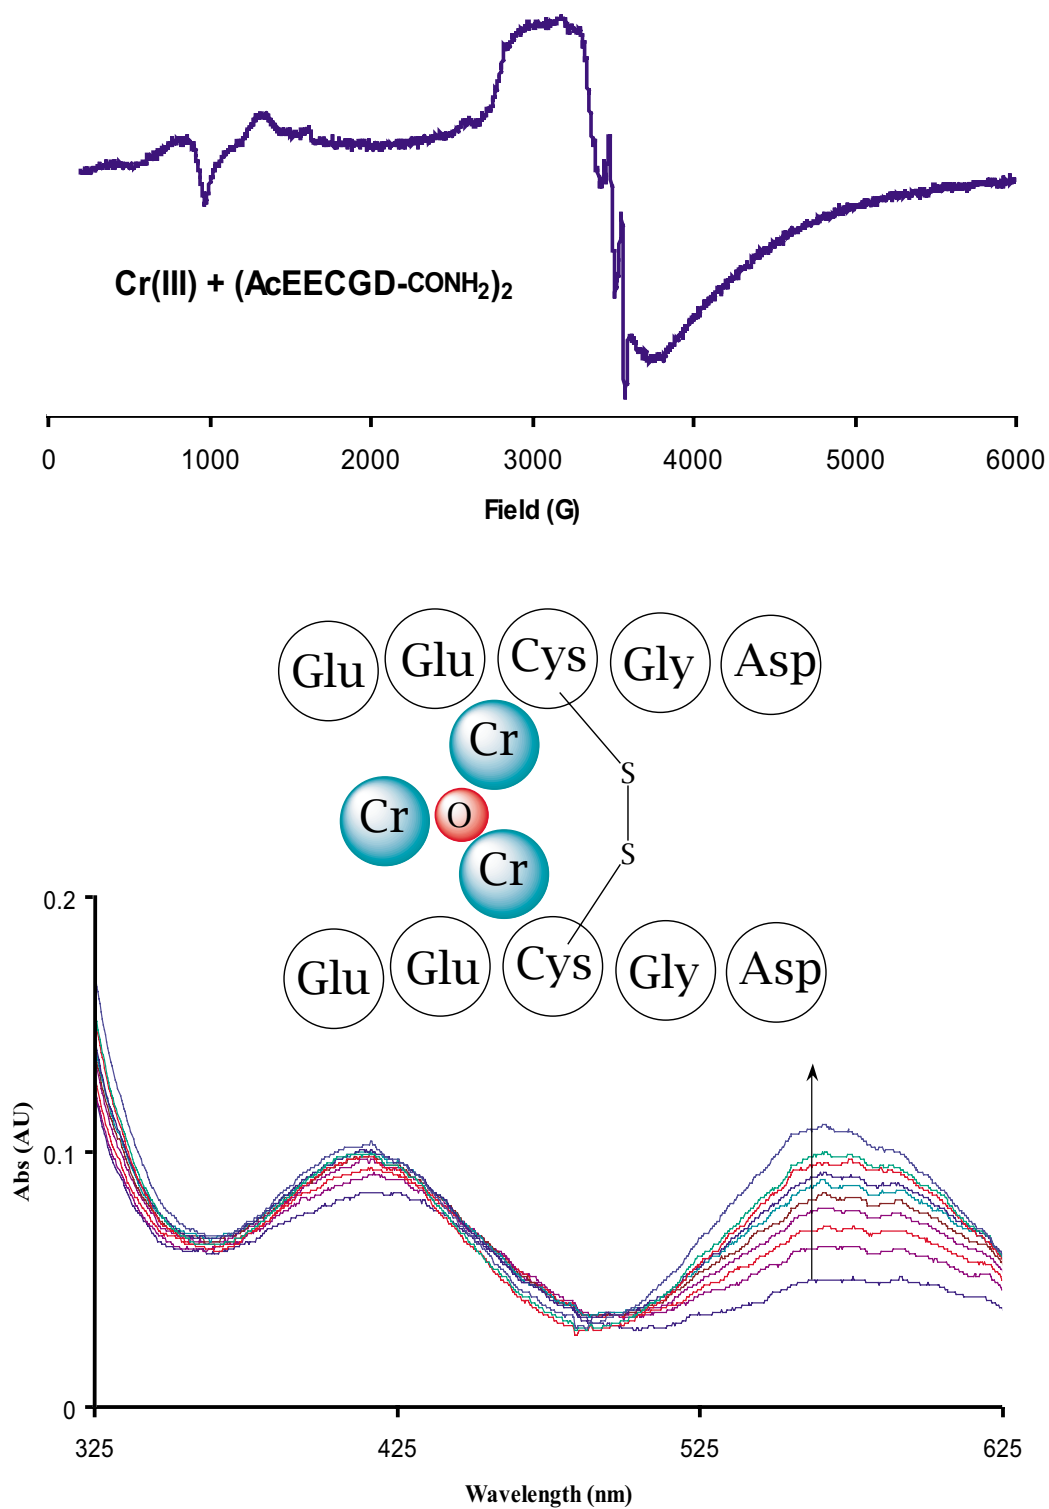 Cr(III) + (AcEECGD-CONH₂)₂
0 1000 2000 3000 4000 5000 6000
Field (G)
Glu Glu Cys Gly Asp
Cr
S
Cr O
S
Cr
Glu Glu Cys Gly Asp
0.2
0.1
0
Abs (AU)
325 425 525 625
Wavelength (nm)